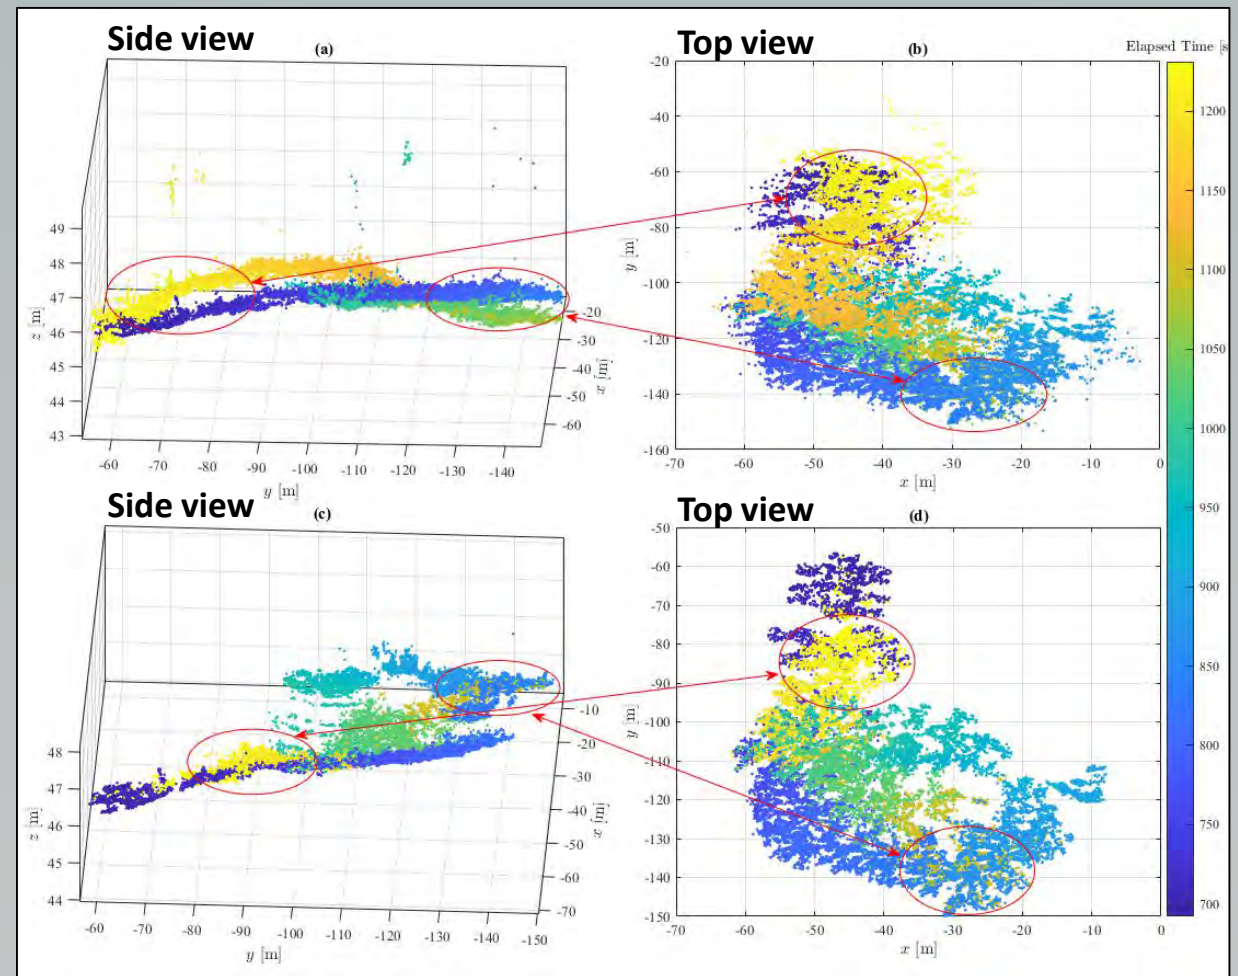 Side view
(a)
49
48
47
46
45
44
43
z [m]
-60 -70 -80 -90 -100 -110 -120 -130 -140
y [m]
-20
-30
-40
-50
-60
x [m]
Top view
(b)
-20
-40
-60
-80
-100
-120
-140
-160
y [m]
-70 -60 -50 -40 -30 -20 -10 0
x [m]
Elapsed Time [s
1200
1150
1100
1050
1000
950
900
850
800
750
700
Side view
(c)
48
47
46
45
44
z [m]
-60 -70 -80 -90 -100 -110 -120 -130 -140 -150
y [m]
-10
-20
-30
-40
-50
-60
-70
x [m]
Top view
(d)
-50
-60
-70
-80
-90
-100
-110
-120
-130
-140
-150
y [m]
-70 -60 -50 -40 -30 -20 -10 0
x [m]